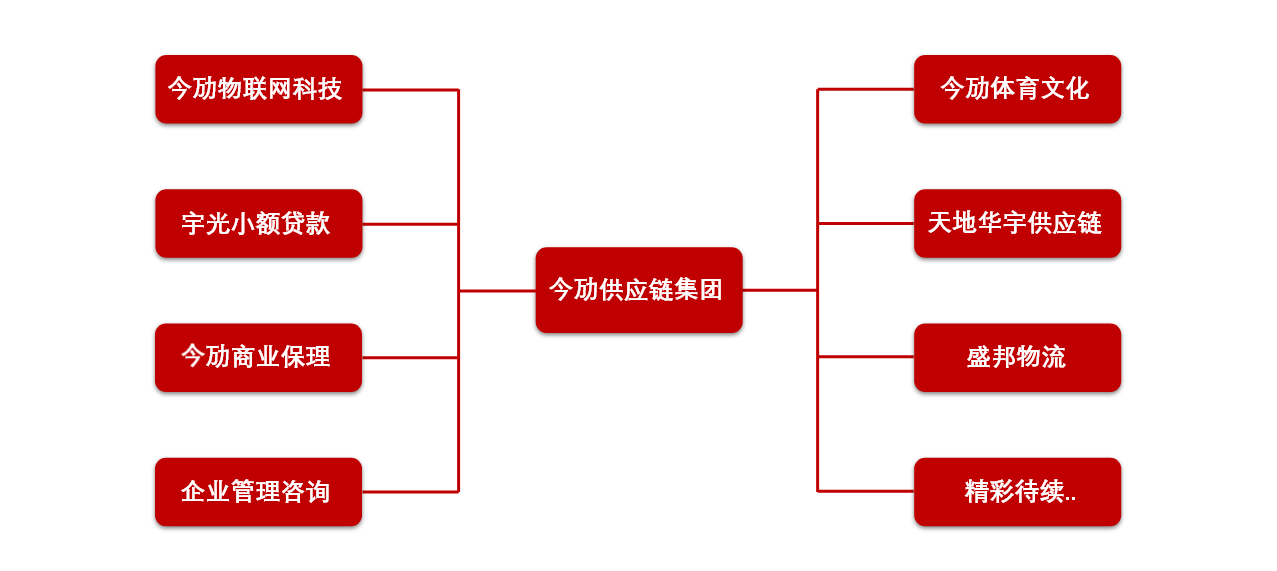 今劢物联网科技
宇光小额贷款
今劢商业保理
企业管理咨询
今劢供应链集团
今劢体育文化
天地华宇供应链
盛邦物流
精彩待续..